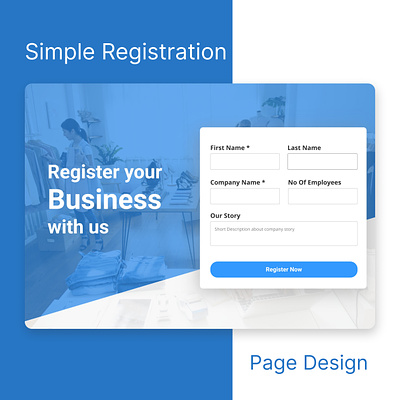 Simple Registration
Register your
Business
with us
First Name *
Last Name
Company Name *
No Of Employees
Our Story
Short Description about company story
Register Now
Page Design